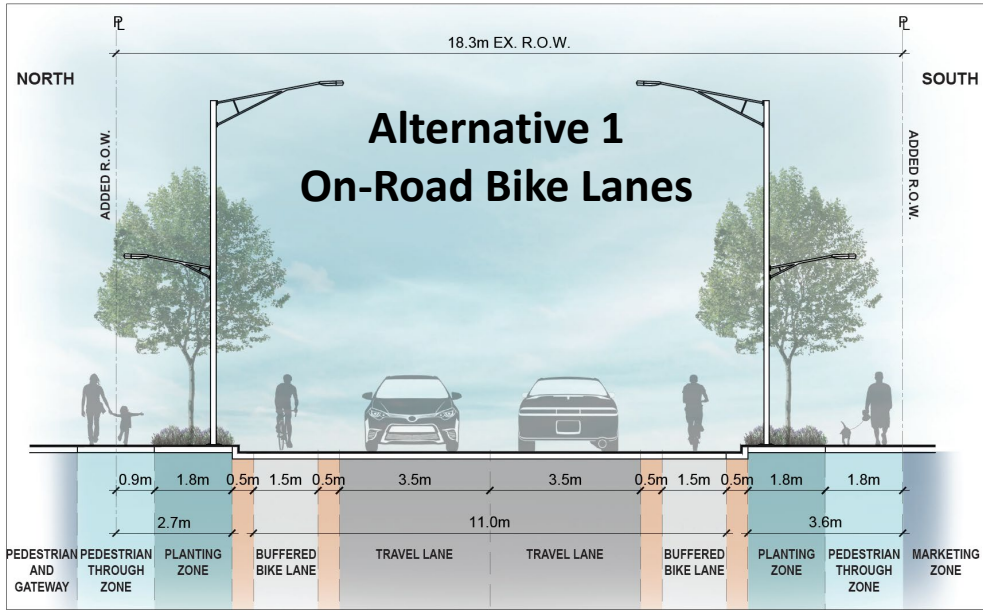 PL
PL
18.3m EX. R.O.W.
NORTH
SOUTH
ADDED R.O.W.
ADDED R.O.W.
Alternative 1
On-Road Bike Lanes
0.9m 1.8m 0.5m 1.5m 0.5m 3.5m 3.5m 0.5m 1.5m 0.5m 1.8m 1.8m
2.7m 11.0m 3.6m
PEDESTRIAN
AND
GATEWAY
PEDESTRIAN
THROUGH
ZONE
PLANTING
ZONE
BUFFERED
BIKE LANE
TRAVEL LANE
TRAVEL LANE
BUFFERED
BIKE LANE
PLANTING
ZONE
PEDESTRIAN
THROUGH
ZONE
MARKETING
ZONE